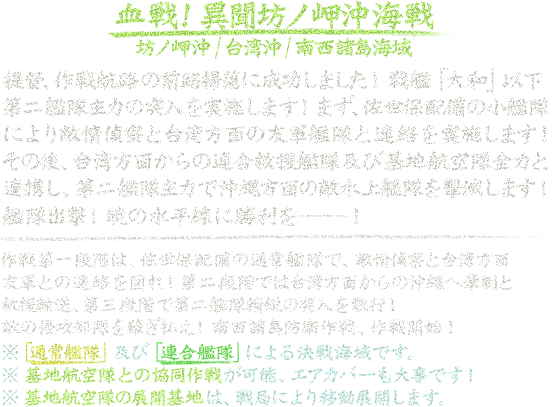 血戦！異聞坊ノ岬沖海戦
坊ノ岬沖/台湾沖/南西諸島海域
提督、作戦航路の前路掃蕩に成功しました！戦艦「大和」以下
第二艦隊主力の突入を実施します！まず、佐世保配備の小艦隊
により敵情偵察と台湾方面の友軍艦隊と連絡を実施します！
その後、台湾方面からの連合救援艦隊及び基地航空隊全力と
連携し、第二艦隊主力で沖縄方面の敵水上艦隊を撃滅します！
艦隊出撃！暁の水平線に勝利を――ー！
作戦第一段階は、佐世保配備の通常艦隊で、敵情偵察と台湾方面
友軍との連絡を図れ！第二段階では台湾方面からの沖縄へ牽制と
救援輸送、第三段階で第二艦隊精鋭の突入を敢行！
敵の侵攻部隊を薙ぎ払え！南西諸島防衛作戦、作戦開始！
※「通常艦隊」及び「連合艦隊」による決戦海域です。
※ 基地航空隊との協同作戦が可能、エアカバーも大事です！
※ 基地航空隊の展開基地は、戦局により移動展開します。